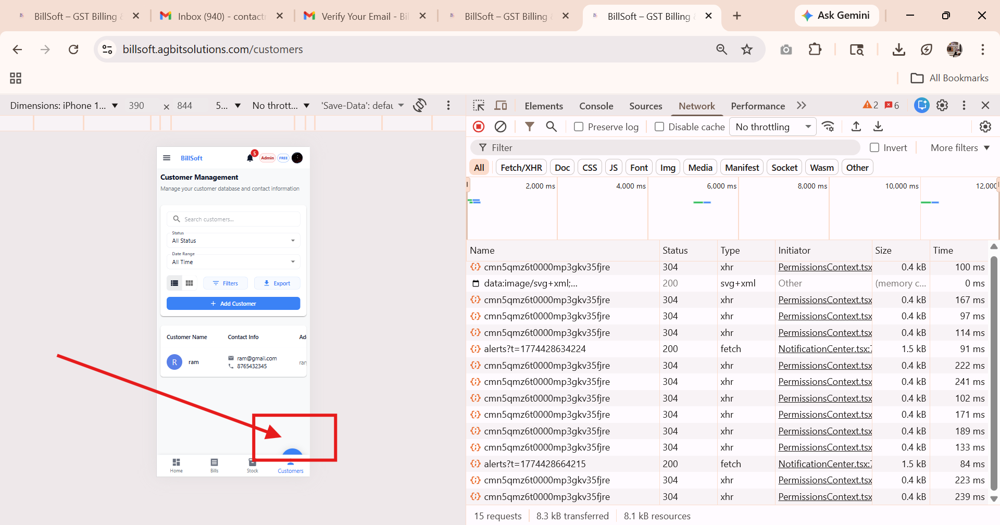 BillSoft – GST Billing &
Inbox (940) - contact
Verify Your Email - Bil
BillSoft – GST Billing
BillSoft – GST Billing
Ask Gemini
billsoft.agbitsolutions.com/customers
All Bookmarks
Dimensions: iPhone 1... 390 × 844 5... No thrott... 'Save-Data': defau
Elements Console Sources Network Performance 2 6
Preserve log Disable cache No throttling
Filter Invert More filters
All Fetch/XHR Doc CSS JS Font Img Media Manifest Socket Wasm Other
2,000 ms 4,000 ms 6,000 ms 8,000 ms 10,000 ms 12,000
Name Status Type Initiator Size Time
cmn5qmz6t0000mp3gkv35fjre 304 xhr PermissionsContext.tsx 0.4 kB 100 ms
data:image/svg+xml;... 200 svg+xml Other (memory c... 0 ms
cmn5qmz6t0000mp3gkv35fjre 304 xhr PermissionsContext.tsx 0.4 kB 167 ms
cmn5qmz6t0000mp3gkv35fjre 304 xhr PermissionsContext.tsx 0.4 kB 97 ms
cmn5qmz6t0000mp3gkv35fjre 304 xhr PermissionsContext.tsx 0.4 kB 114 ms
alerts?t=1774428634224 200 fetch NotificationCenter.tsx: 1.5 kB 91 ms
cmn5qmz6t0000mp3gkv35fjre 304 xhr PermissionsContext.tsx 0.4 kB 222 ms
cmn5qmz6t0000mp3gkv35fjre 304 xhr PermissionsContext.tsx 0.4 kB 241 ms
cmn5qmz6t0000mp3gkv35fjre 304 xhr PermissionsContext.tsx 0.4 kB 102 ms
cmn5qmz6t0000mp3gkv35fjre 304 xhr PermissionsContext.tsx 0.4 kB 171 ms
cmn5qmz6t0000mp3gkv35fjre 304 xhr PermissionsContext.tsx 0.4 kB 189 ms
cmn5qmz6t0000mp3gkv35fjre 304 xhr PermissionsContext.tsx 0.4 kB 133 ms
alerts?t=1774428664215 200 fetch NotificationCenter.tsx: 1.5 kB 84 ms
cmn5qmz6t0000mp3gkv35fjre 304 xhr PermissionsContext.tsx 0.4 kB 223 ms
cmn5qmz6t0000mp3gkv35fjre 304 xhr PermissionsContext.tsx 0.4 kB 239 ms
15 requests 8.3 kB transferred 8.1 kB resources
BillSoft 5 Admin FREE
Customer Management
Manage your customer database and contact information
Search customers...
Status
All Status
Date Range
All Time
Filters Export
+ Add Customer
Customer Name Contact Info Ad
R ram ram@gmail.com ran
8765432345
Home Bills Stock Customers